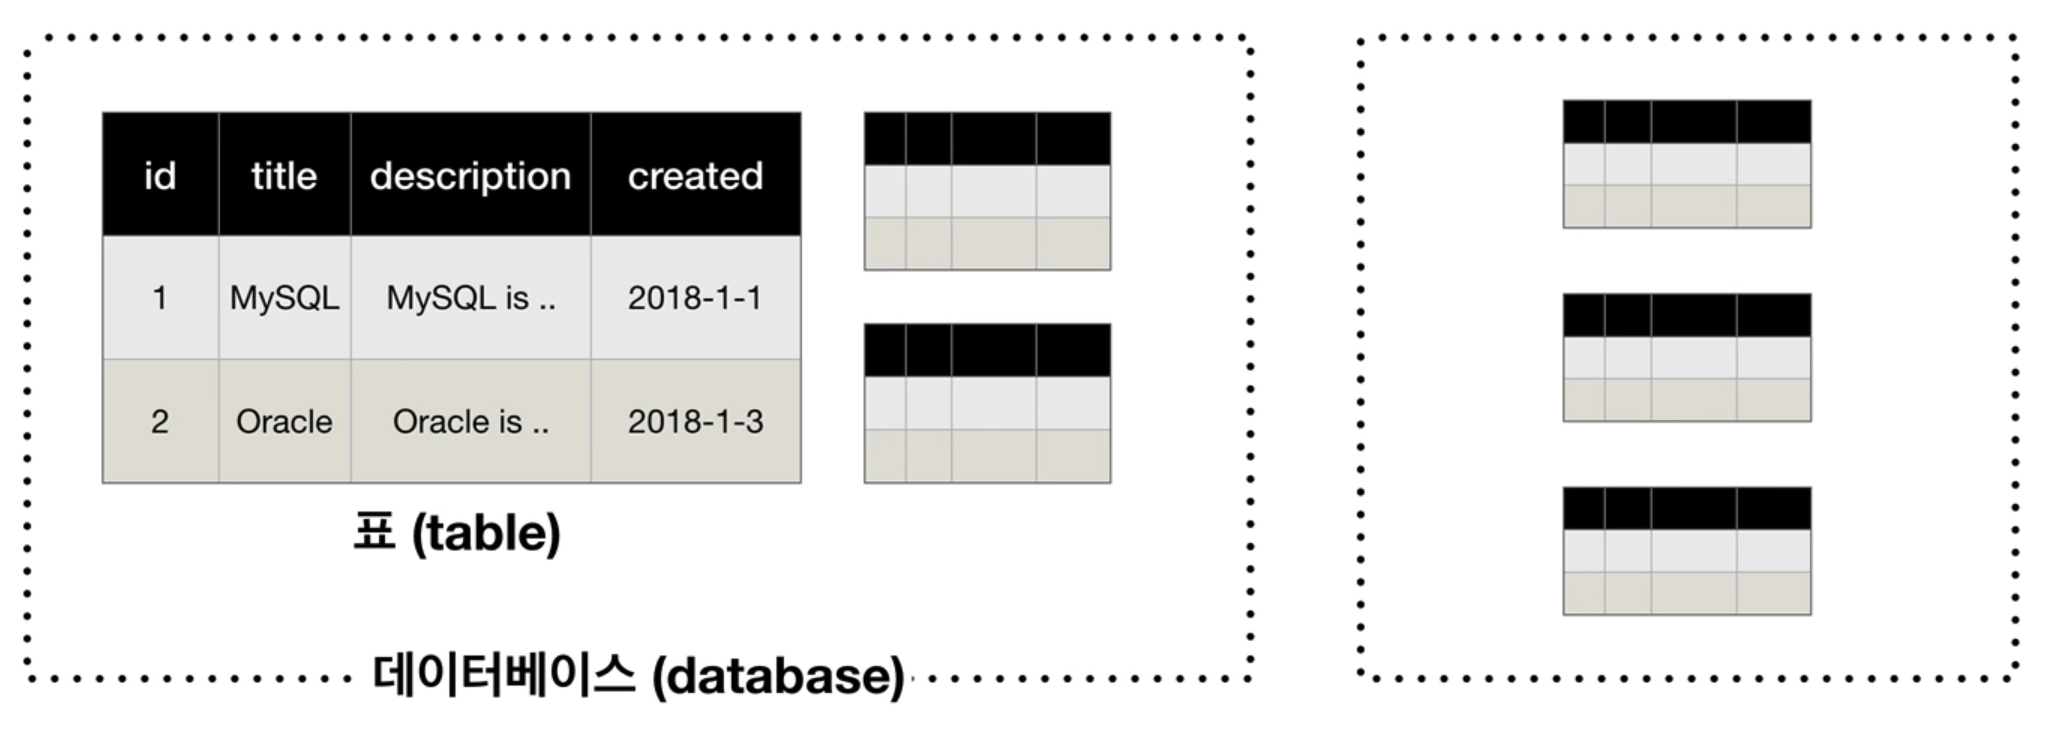 id title description created
1 MySQL MySQL is .. 2018-1-1
2 Oracle Oracle is .. 2018-1-3
표 (table)
데이터베이스 (database)